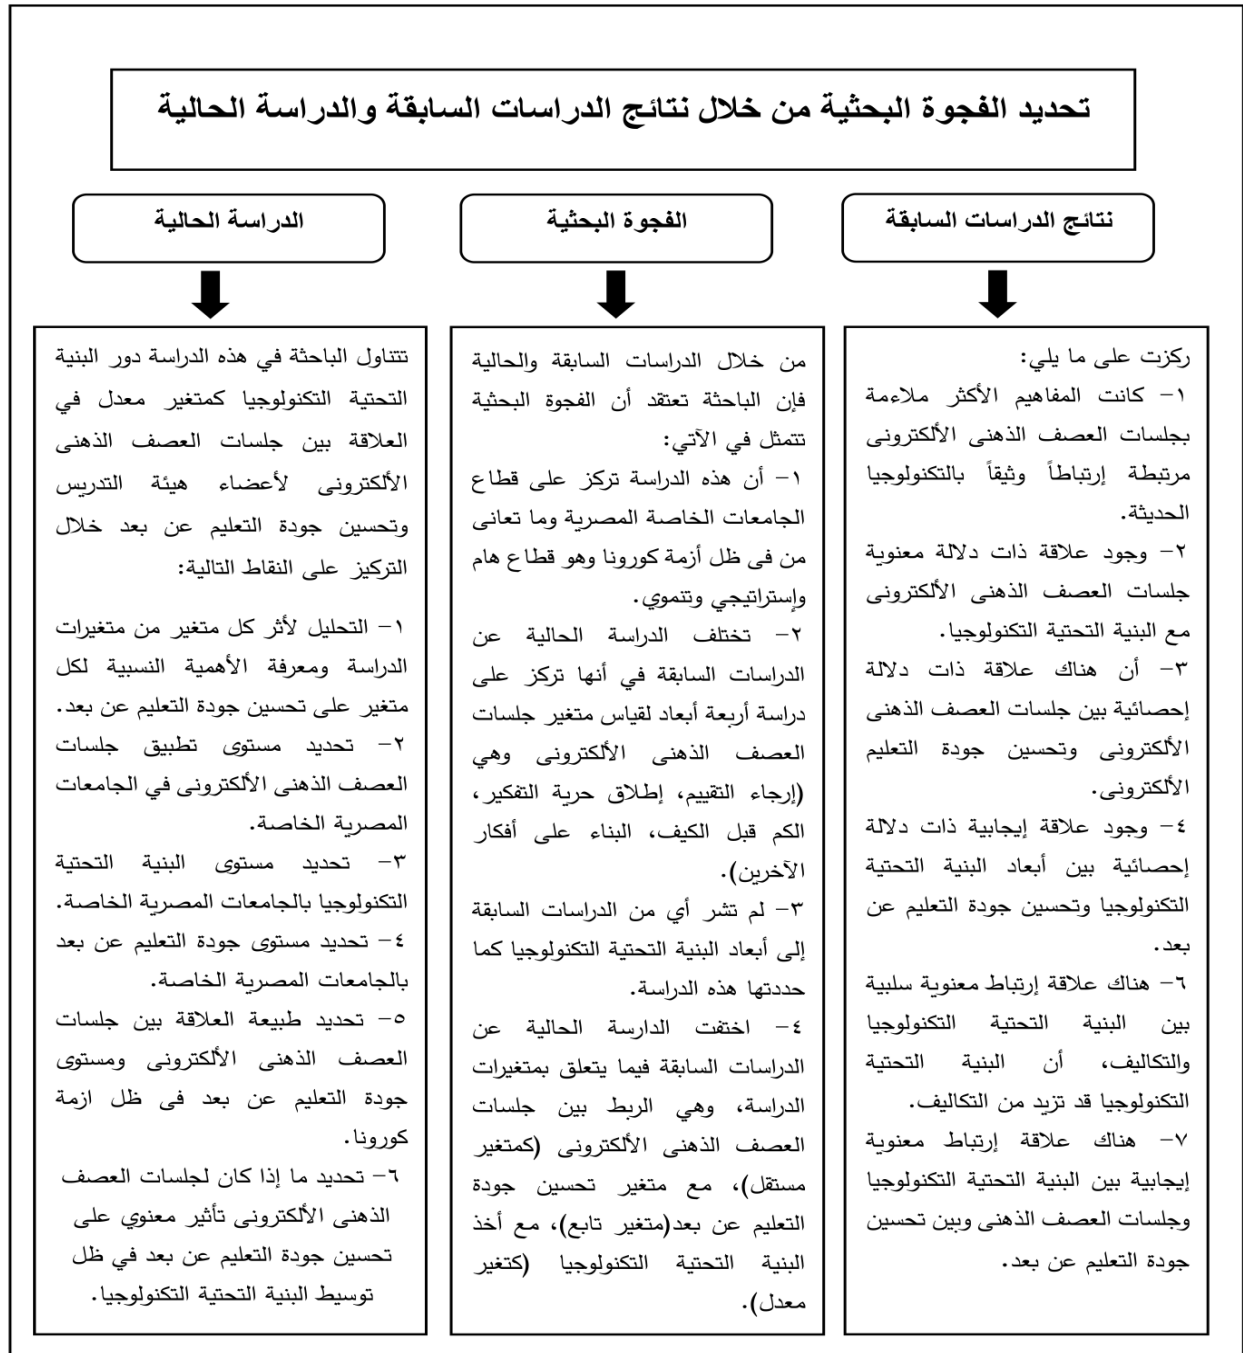 تحديد الفجوة البحثية من خلال نتائج الدراسات السابقة والدراسة الحالية
نتائج الدراسات السابقة
الفجوة البحثية
الدراسة الحالية
ركزت على ما يلي:
١- كانت المفاهيم الأكثر ملاءمة
بجلسات العصف الذهنى الألكترونى
مرتبطة إرتباطاً وثيقاً بالتكنولوجيا
الحديثة.
٢- وجود علاقة ذات دلالة معنوية
جلسات العصف الذهنى الألكترونى
مع البنية التحتية التكنولوجيا.
٣- أن هناك علاقة ذات دلالة
إحصائية بين جلسات العصف الذهنى
الألكترونى وتحسين جودة التعليم
الألكترونى.
٤- وجود علاقة إيجابية ذات دلالة
إحصائية بين أبعاد البنية التحتية
التكنولوجيا وتحسين جودة التعليم عن
بعد.
٦- هناك علاقة إرتباط معنوية سلبية
بين البنية التحتية التكنولوجيا
والتكاليف، أن البنية التحتية
التكنولوجيا قد تزيد من التكاليف.
٧- هناك علاقة إرتباط معنوية
إيجابية بين البنية التحتية التكنولوجيا
وجلسات العصف الذهنى وبين تحسين
جودة التعليم عن بعد.
من خلال الدراسات السابقة والحالية
فإن الباحثة تعتقد أن الفجوة البحثية
تتمثل في الآتي:
١- أن هذه الدراسة تركز على قطاع
الجامعات الخاصة المصرية وما تعانى
من فى ظل أزمة كورونا وهو قطاع هام
وإستراتيجي وتنموي.
٢- تختلف الدراسة الحالية عن
الدراسات السابقة في أنها تركز على
دراسة أربعة أبعاد لقياس متغير جلسات
العصف الذهنى الألكترونى وهي
(إرجاء التقييم، إطلاق حرية التفكير،
الكم قبل الكيف، البناء على أفكار
الآخرين).
٣- لم تشر أي من الدراسات السابقة
إلى أبعاد البنية التحتية التكنولوجيا كما
حددتها هذه الدراسة.
٤- اختفت الدارسة الحالية عن
الدراسات السابقة فيما يتعلق بمتغيرات
الدراسة، وهي الربط بين جلسات
العصف الذهنى الألكترونى (كمتغير
مستقل)، مع متغير تحسين جودة
التعليم عن بعد(متغير تابع)، مع أخذ
البنية التحتية التكنولوجيا (كتغير
معدل).
تتناول الباحثة في هذه الدراسة دور البنية
التحتية التكنولوجيا كمتغير معدل في
العلاقة بين جلسات العصف الذهنى
الألكترونى لأعضاء هيئة التدريس
وتحسين جودة التعليم عن بعد خلال
التركيز على النقاط التالية:
١- التحليل لأثر كل متغير من متغيرات
الدراسة ومعرفة الأهمية النسبية لكل
متغير على تحسين جودة التعليم عن بعد.
٢- تحديد مستوى تطبيق جلسات
العصف الذهنى الألكترونى في الجامعات
المصرية الخاصة.
٣- تحديد مستوى البنية التحتية
التكنولوجيا بالجامعات المصرية الخاصة.
٤- تحديد مستوى جودة التعليم عن بعد
بالجامعات المصرية الخاصة.
٥- تحديد طبيعة العلاقة بين جلسات
العصف الذهنى الألكترونى ومستوى
جودة التعليم عن بعد فى ظل ازمة
كورونا.
٦- تحديد ما إذا كان لجلسات العصف
الذهنى الألكترونى تأثير معنوي على
تحسين جودة التعليم عن بعد في ظل
توسيط البنية التحتية التكنولوجيا.